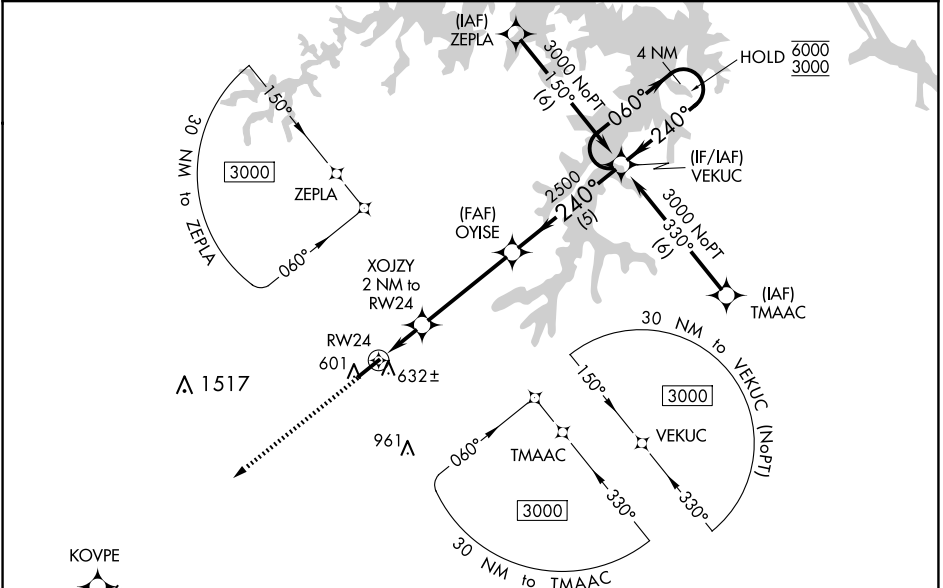 (IAF)
ZEPLA
3000 NoPT
150°
(6)
4 NM
HOLD 6000
3000
060°
240°
(IF/IAF)
VEKUC
2500
240°
(5)
(FAF)
OYISE
3000 NoPT
330°
(6)
(IAF)
TMAAC
XOJZY
2 NM to
RW24
RW24
601
632±
1517
961
150°
30 NM to ZEPLA
3000
ZEPLA
060°
30 NM to VEKUC (NoPT)
150°
3000
VEKUC
330°
TMAAC
060°
330°
3000
30 NM to TMAAC
KOVPE